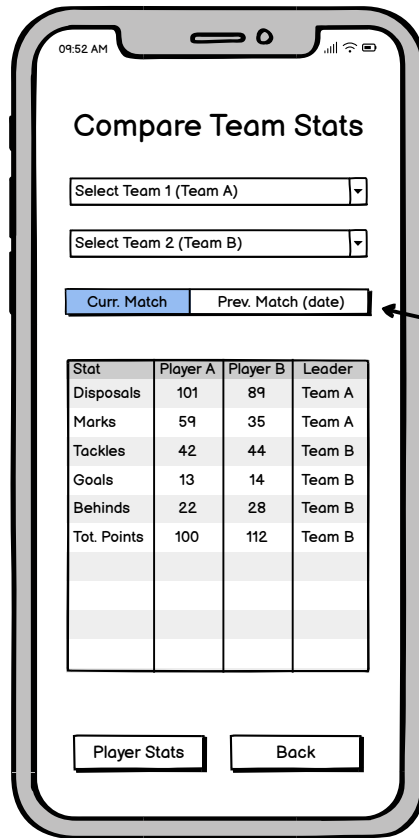 09:52 AM
Compare Team Stats
Select Team 1 (Team A)
Select Team 2 (Team B)
Curr. Match Prev. Match (date)
Stat Player A Player B Leader
Disposals 101 89 Team A
Marks 59 35 Team A
Tackles 42 44 Team B
Goals 13 14 Team B
Behinds 22 28 Team B
Tot. Points 100 112 Team B
Player Stats Back